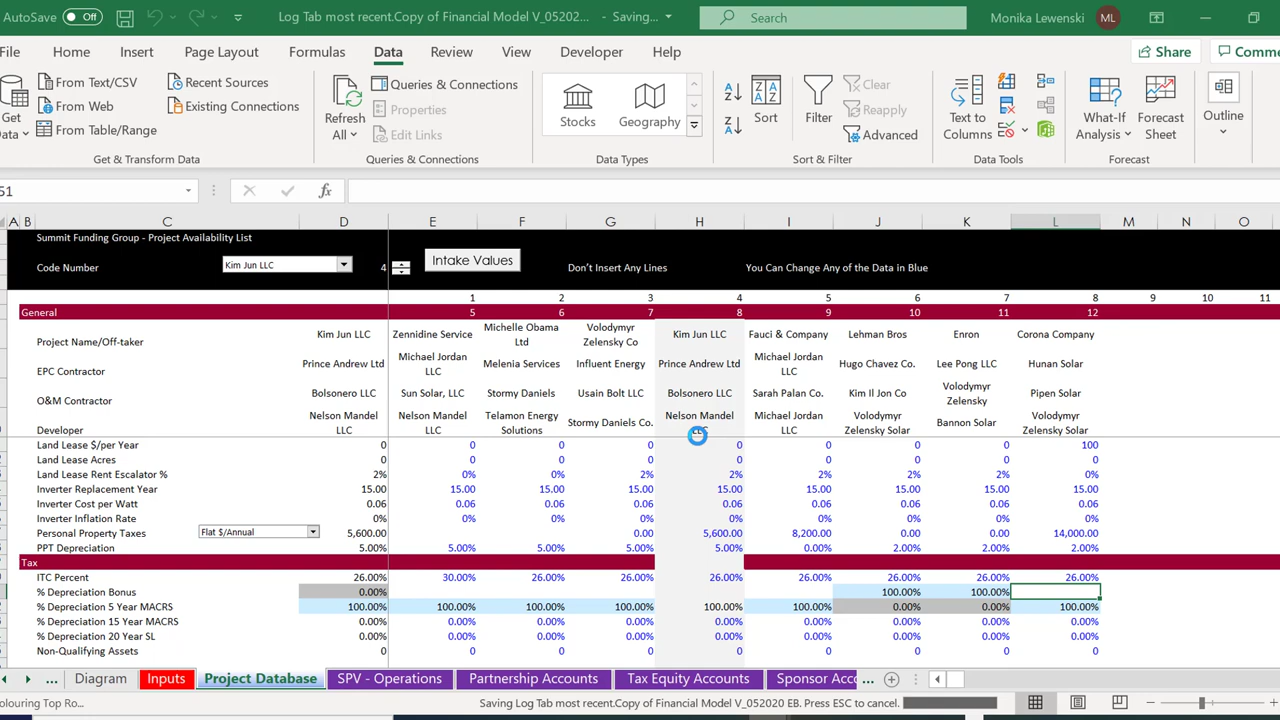 AutoSave Off Log Tab most recent.Copy of Financial Model V_05202... - Saving... Search Monika Lewenski ML
File Home Insert Page Layout Formulas Data Review View Developer Help Share Comme
Get Data From Text/CSV Recent Sources Refresh All Queries & Connections Stocks Geography Sort Filter Clear Text to Columns What-If Analysis Forecast Sheet Outline
From Web Existing Connections Properties Reapply
From Table/Range Edit Links Advanced
Get & Transform Data Queries & Connections Data Types Sort & Filter Data Tools Forecast
51 fx
A B C D E F G H I J K L M N O
Summit Funding Group - Project Availability List
Code Number Kim Jun LLC 4 Intake Values Don't Insert Any Lines You Can Change Any of the Data in Blue
1 2 3 4 5 6 7 8 9 10 11
General 5 6 7 8 9 10 11 12
Project Name/Off-taker Kim Jun LLC Zennidine Service Michelle Obama Ltd Volodymyr Zelensky Co Kim Jun LLC Fauci & Company Lehman Bros Enron Corona Company
EPC Contractor Prince Andrew Ltd Michael Jordan LLC Melenia Services Influent Energy Prince Andrew Ltd Michael Jordan LLC Hugo Chavez Co. Lee Pong LLC Hunan Solar
O&M Contractor Bolsonero LLC Sun Solar, LLC Stormy Daniels Usain Bolt LLC Bolsonero LLC Sarah Palan Co. Kim Il Jon Co Volodymyr Zelensky Pipen Solar
Developer Nelson Mandel LLC Nelson Mandel LLC Telamon Energy Solutions Stormy Daniels Co. Nelson Mandel LLC Michael Jordan LLC Volodymyr Zelensky Solar Bannon Solar Volodymyr Zelensky Solar
Land Lease $/per Year 0 0 0 0 0 0 0 0 100
Land Lease Acres 0 0 0 0 0 0 0 0 0
Land Lease Rent Escalator % 2% 0% 0% 2% 2% 2% 2% 0% 2%
Inverter Replacement Year 15.00 15.00 15.00 15.00 15.00 15.00 15.00 15.00 15.00
Inverter Cost per Watt 0.06 0.06 0.06 0.06 0.06 0.06 0.06 0.06 0.06
Inverter Inflation Rate 0% 0% 0% 0% 0% 0% 0% 0% 0%
Personal Property Taxes Flat $/Annual 5,600.00 0.00 5,600.00 8,200.00 0.00 0.00 14,000.00
PPT Depreciation 5.00% 5.00% 5.00% 5.00% 5.00% 0.00% 2.00% 2.00% 2.00%
Tax
ITC Percent 26.00% 30.00% 26.00% 26.00% 26.00% 26.00% 26.00% 26.00% 26.00%
% Depreciation Bonus 0.00% 100.00% 100.00%
% Depreciation 5 Year MACRS 100.00% 100.00% 100.00% 100.00% 100.00% 100.00% 0.00% 0.00% 100.00%
% Depreciation 15 Year MACRS 0.00% 0.00% 0.00% 0.00% 0.00% 0.00% 0.00% 0.00% 0.00%
% Depreciation 20 Year SL 0.00% 0.00% 0.00% 0.00% 0.00% 0.00% 0.00% 0.00% 0.00%
Non-Qualifying Assets 0 0 0 0 0 0 0 0 0
... Diagram Inputs Project Database SPV - Operations Partnership Accounts Tax Equity Accounts Sponsor Acco ...
Colouring Top Ro... Saving Log Tab most recent.Copy of Financial Model V_052020 EB. Press ESC to cancel.